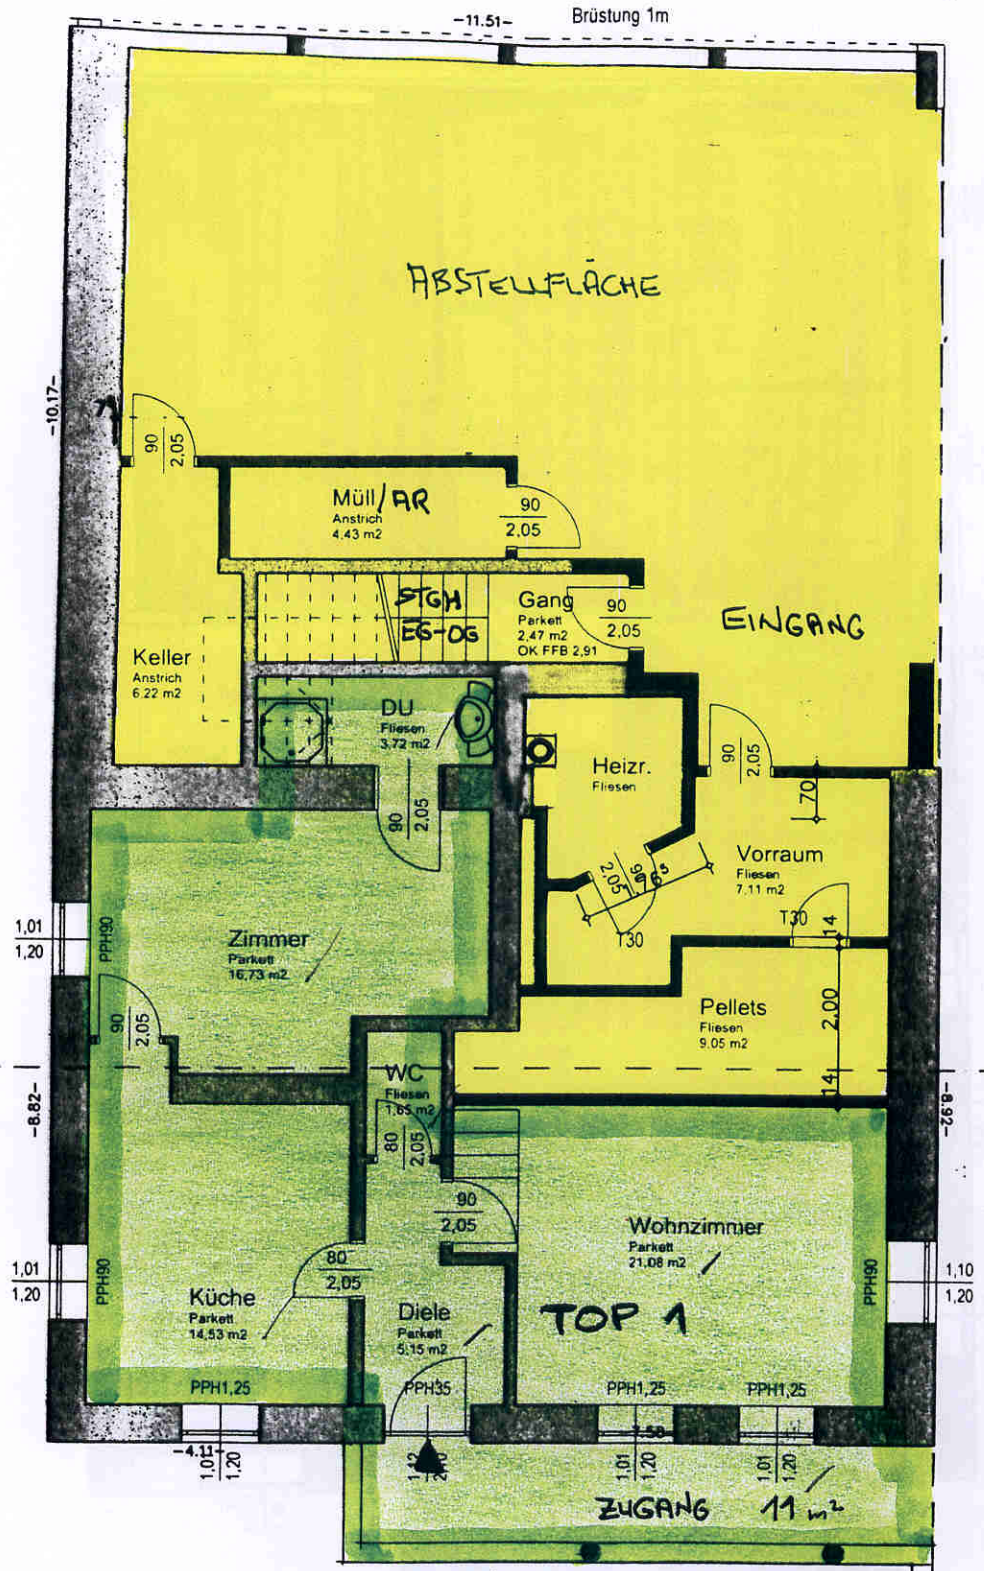 -11.51-
Brüstung 1m
ABSTELLFLÄCHE
-10.17-
90
2,05
Müll/AR
Anstrich
4.43 m2
90
2,05
STGH
EG-OG
Gang
Parkett
2,47 m2
OK FFB 2,91
90
2,05
EINGANG
Keller
Anstrich
6.22 m2
DU
Fliesen
3.72 m2
90
2,05
Heizr.
Fliesen
90
2,05
70
Vorraum
Fliesen
7.11 m2
2,05
T30
T30
14
1,01
1,20
PPH90
Zimmer
Parkett
16,73 m2
90
2,05
Pellets
Fliesen
9.05 m2
2,00
14
-8.82-
-8.92-
WC
Fliesen
1,65 m2
80
2,05
90
2,05
Wohnzimmer
Parkett
21,08 m2
1,01
1,20
PPH90
80
2,05
Küche
Parkett
14,53 m2
Diele
Parkett
5,15 m2
TOP 1
PPH90
1,10
1,20
PPH1,25
PPH35
PPH1,25
PPH1,25
-4.11-
1,01
1,20
1,01
1,20
1,01
1,20
ZUGANG 11 m²